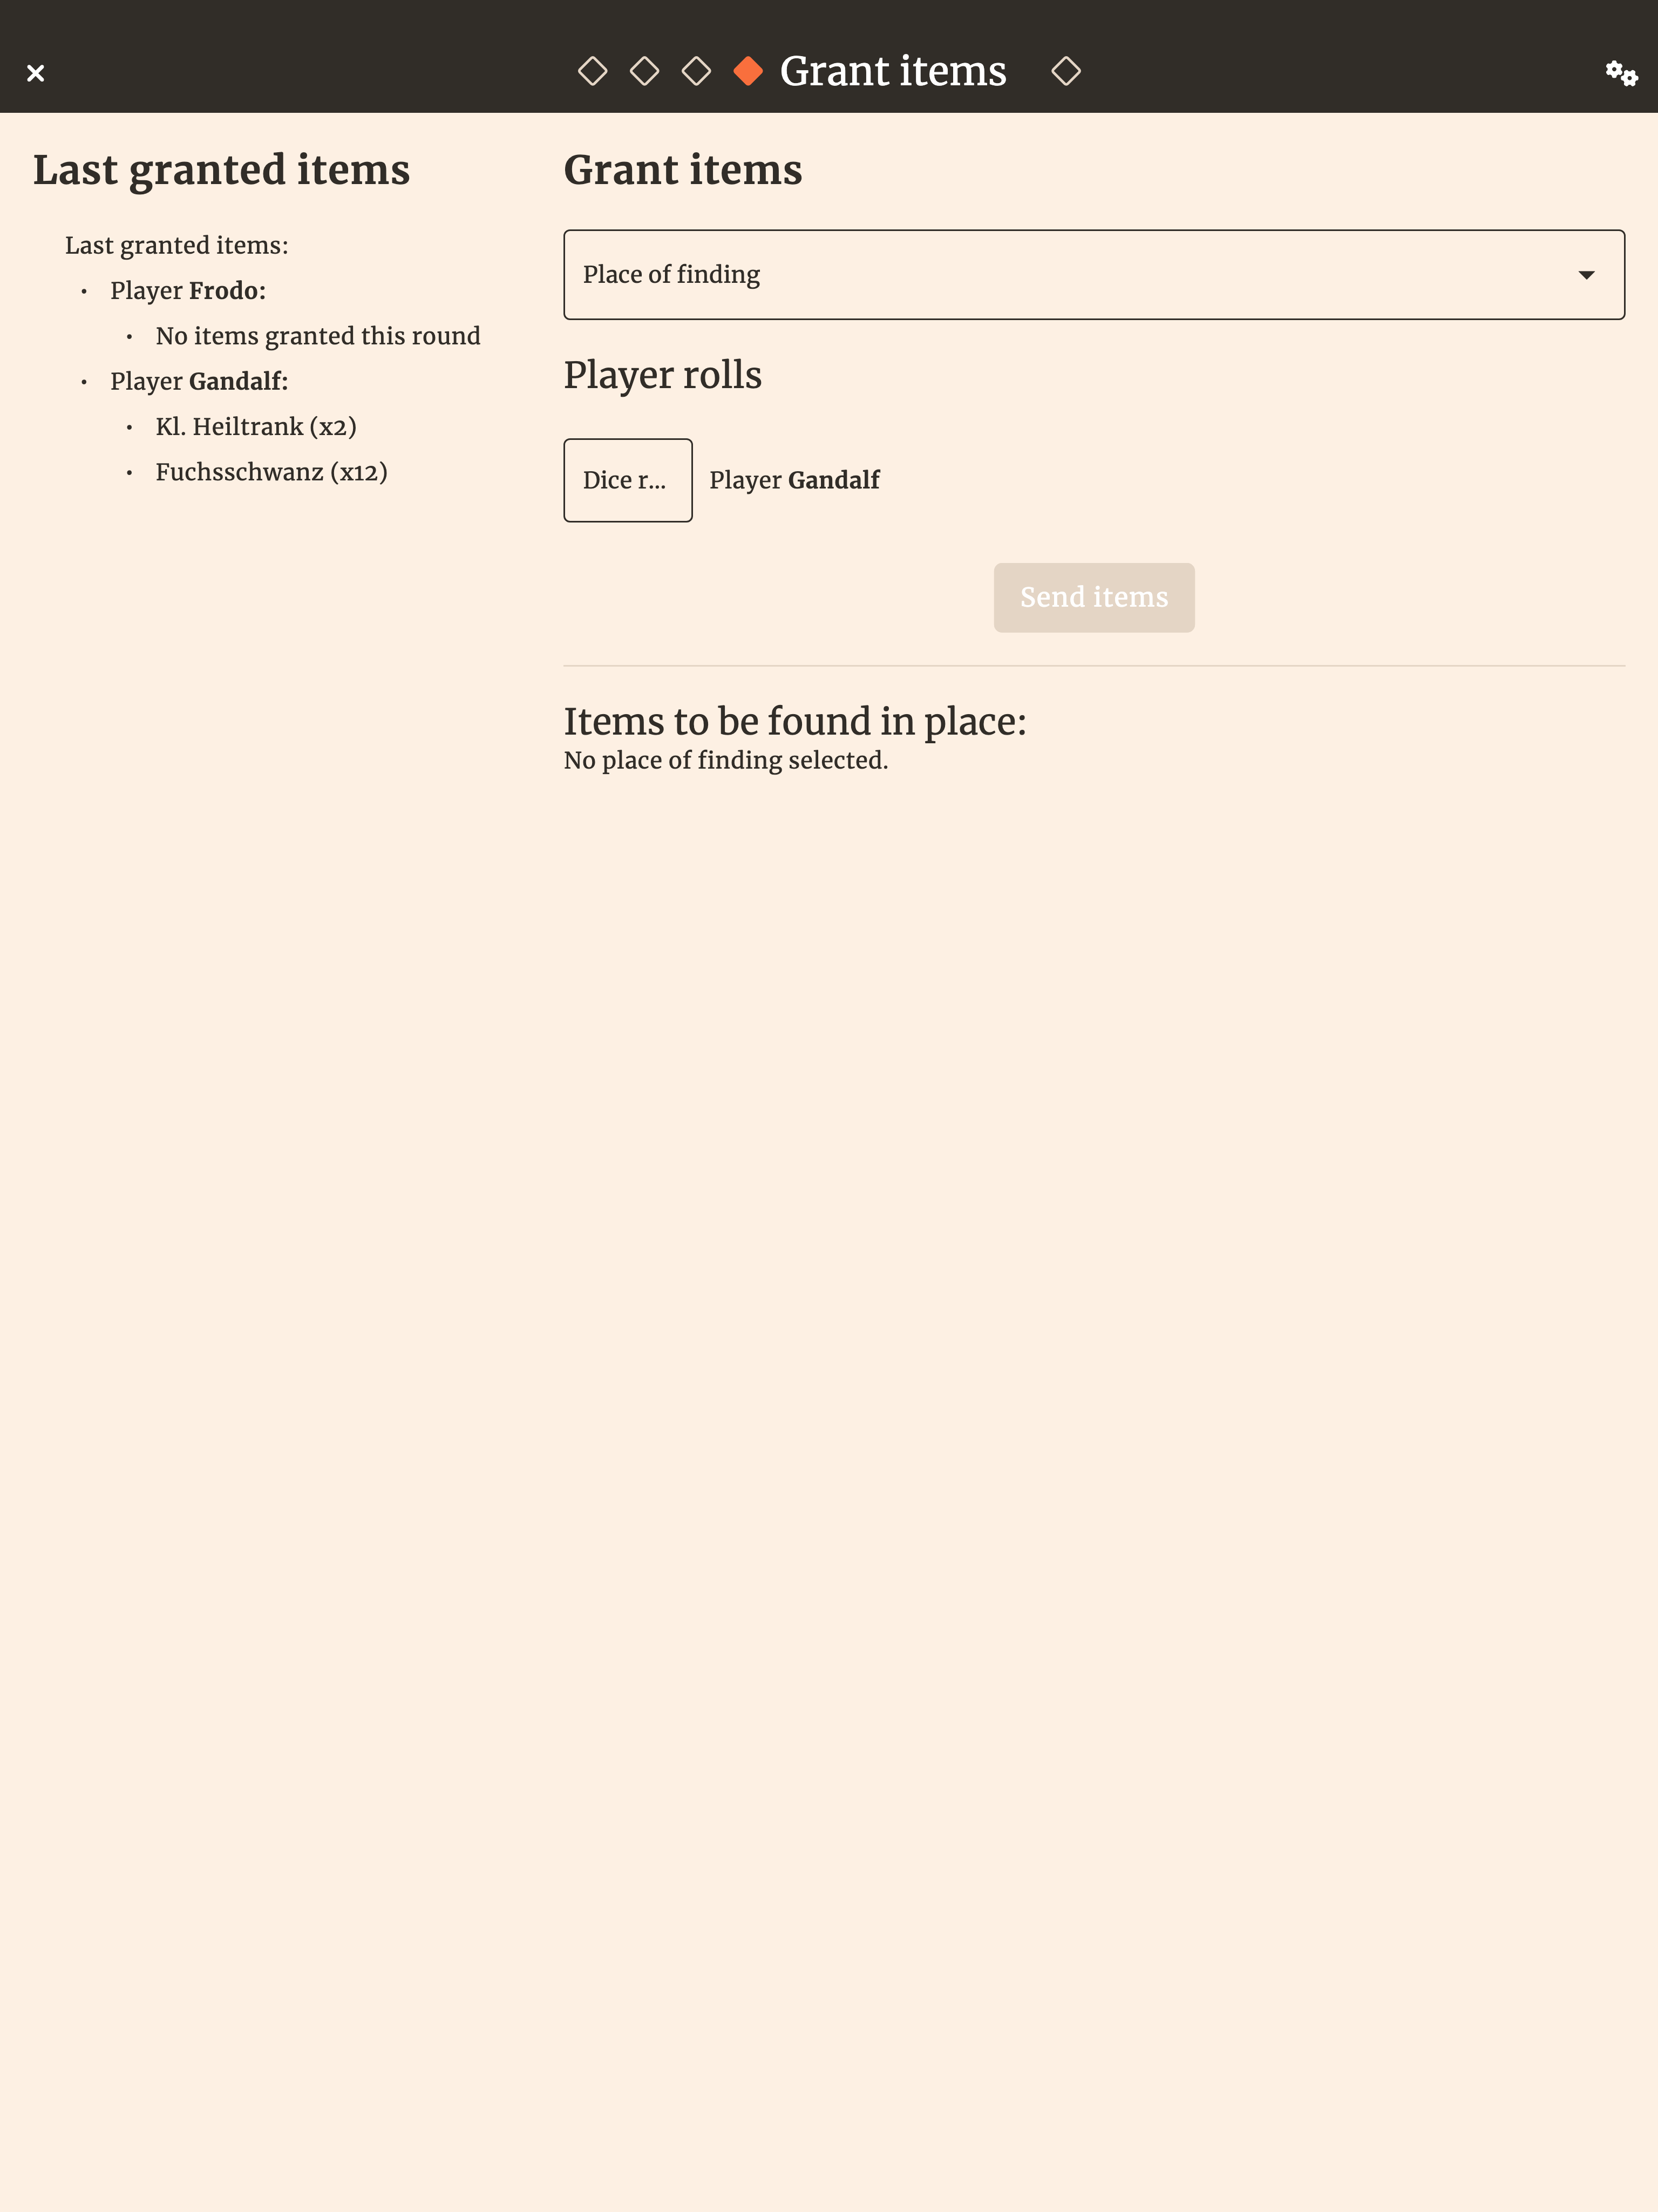 Grant items
Last granted items
Last granted items:
• Player Frodo:
• No items granted this round
• Player Gandalf:
• Kl. Heiltrank (x2)
• Fuchsschwanz (x12)
Grant items
Place of finding
Player rolls
Dice r...
Player Gandalf
Send items
Items to be found in place:
No place of finding selected.